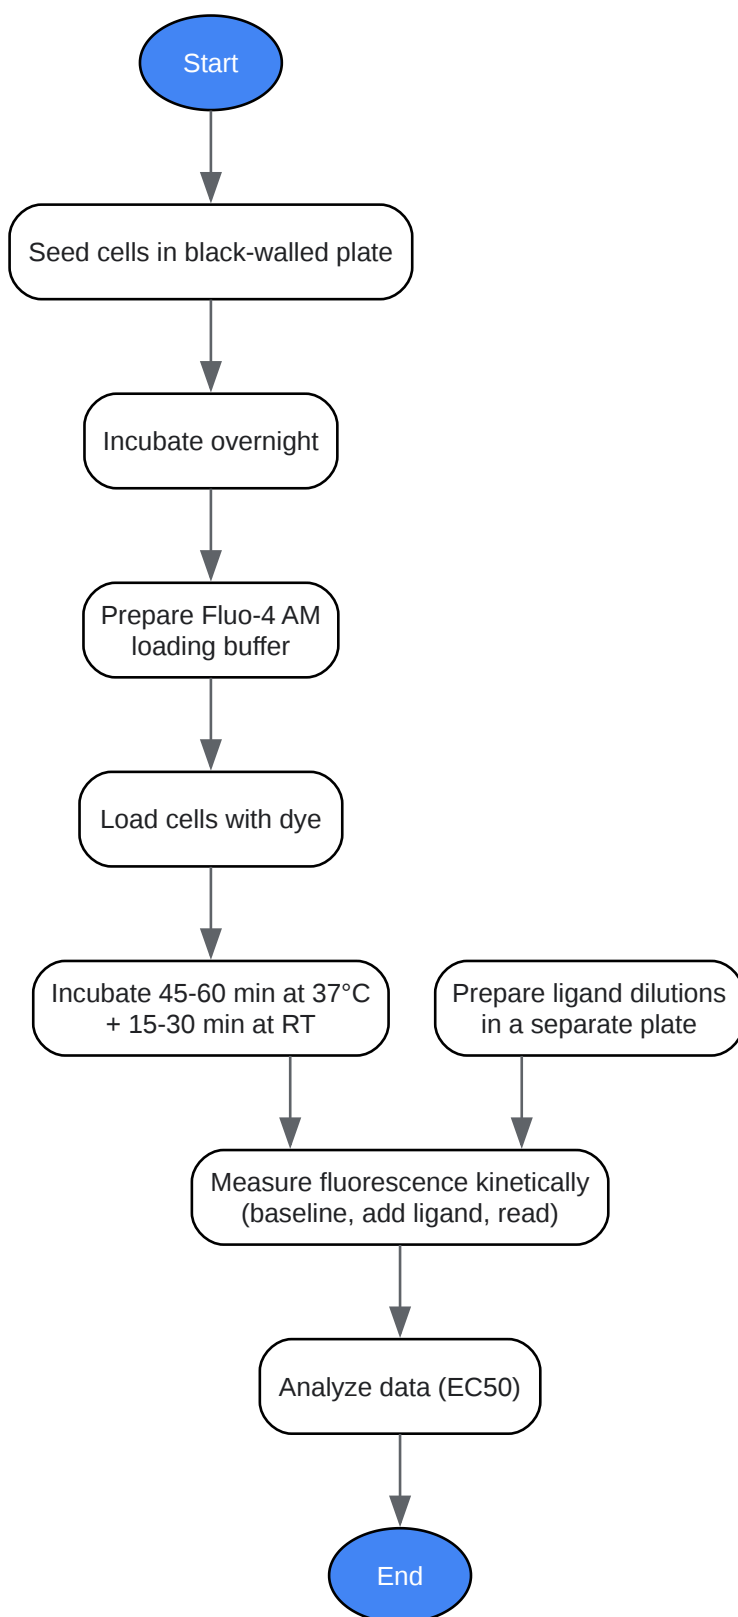 Start
Seed cells in black-walled plate
Incubate overnight
Prepare Fluo-4 AM
loading buffer
Load cells with dye
Incubate 45-60 min at 37°C
+ 15-30 min at RT
Prepare ligand dilutions
in a separate plate
Measure fluorescence kinetically
(baseline, add ligand, read)
Analyze data (EC50)
End